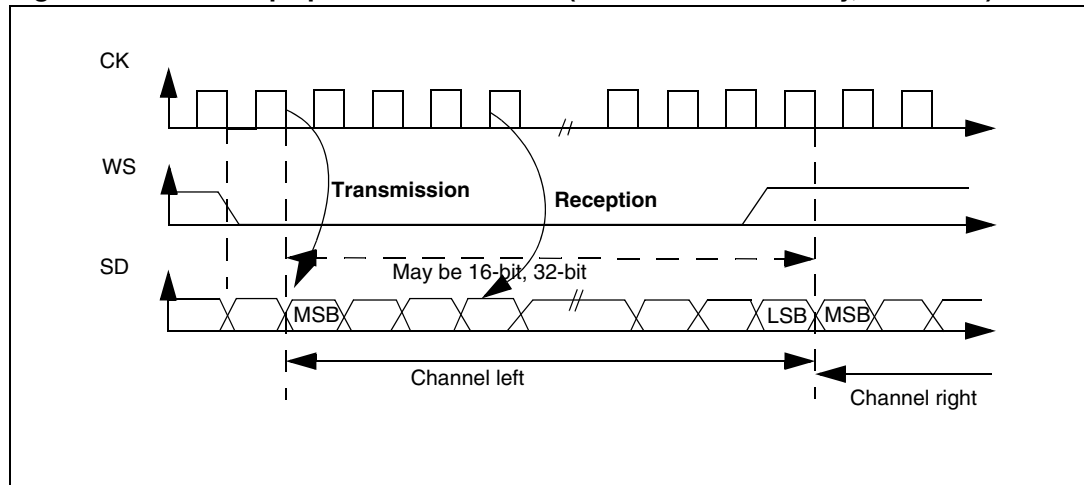 CK
WS
Transmission
Reception
SD
May be 16-bit, 32-bit
MSB
LSB
MSB
Channel left
Channel right